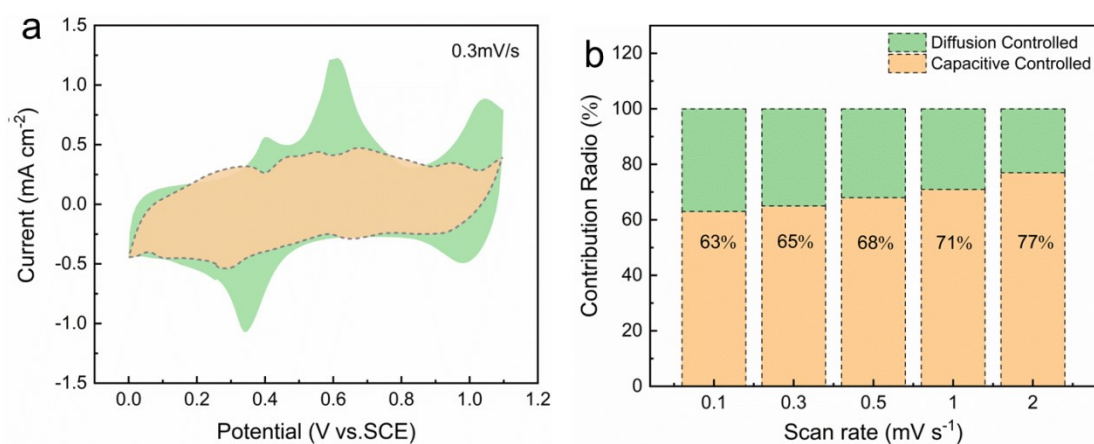 a
0.3mV/s
1.5
1.0
0.5
0.0
-0.5
-1.0
-1.5
Current (mA cm⁻²)
0.0 0.2 0.4 0.6 0.8 1.0 1.2
Potential (V vs.SCE)
b
Diffusion Controlled
Capacitive Controlled
120
100
80
60
40
20
0
Contribution Radio (%)
63% 65% 68% 71% 77%
0.1 0.3 0.5 1 2
Scan rate (mV s⁻¹)